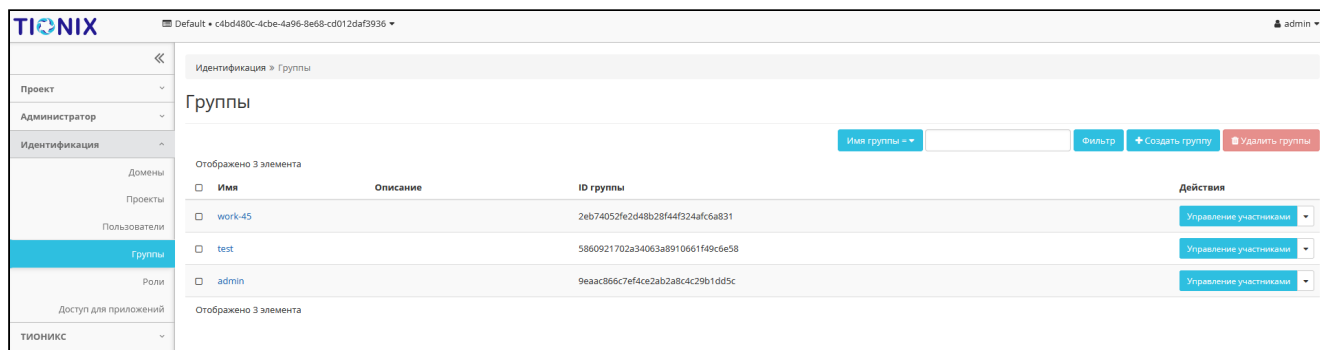 TIONIX
Default • c4bd480c-4cbe-4a96-8e68-cd012daf3936
admin
Идентификация » Группы
Проект
Администратор
Идентификация
Домены
Проекты
Пользователи
Группы
Роли
Доступ для приложений
ТИОНИКС
Группы
Имя группы = Фильтр + Создать группу Удалить группы
Отображено 3 элемента
Имя Описание ID группы Действия
work-45 2eb74052fe2d48b28f44f324afc6a831 Управление участниками
test 5860921702a34063a8910661f49c6e58 Управление участниками
admin 9eaac866c7ef4ce2ab2a8c4c29b1dd5c Управление участниками
Отображено 3 элемента